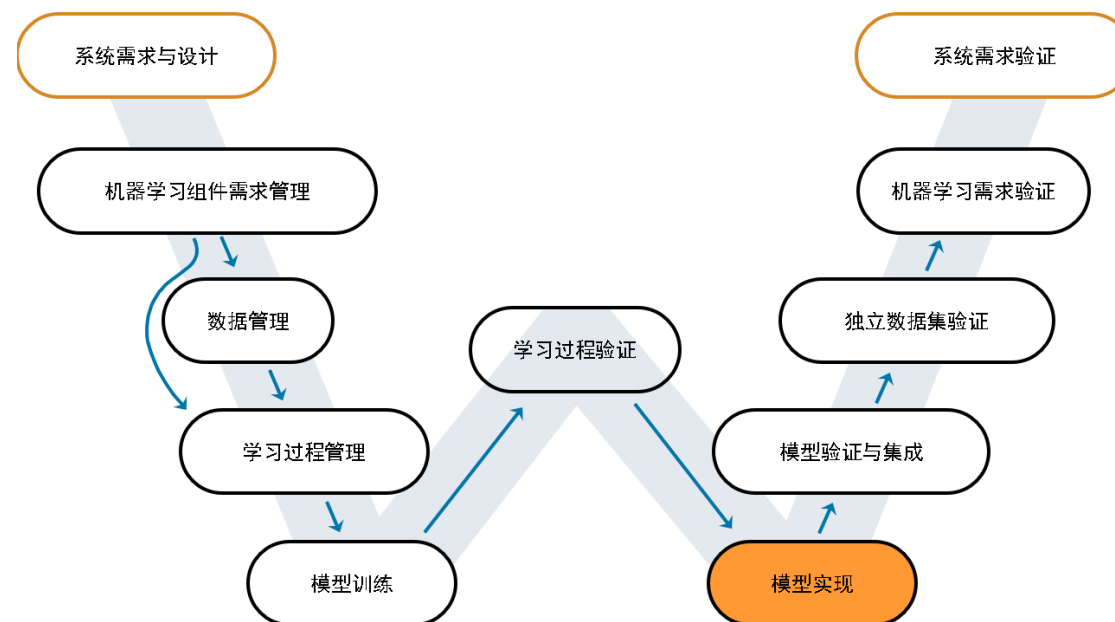 系统需求与设计
系统需求验证
机器学习组件需求管理
机器学习需求验证
数据管理
独立数据集验证
学习过程验证
学习过程管理
模型验证与集成
模型训练
模型实现